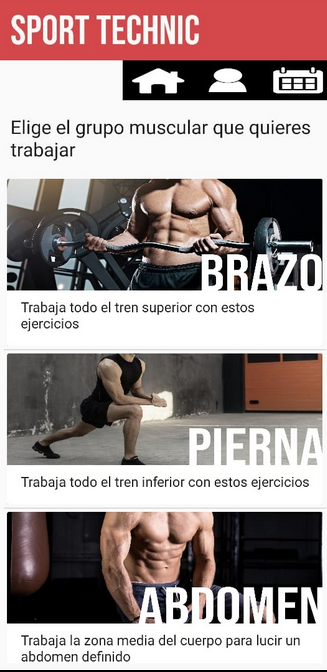 SPORT TECHNIC
Elige el grupo muscular que quieres
trabajar
BRAZO
Trabaja todo el tren superior con estos
ejercicios
PIERNA
Trabaja todo el tren inferior con estos ejercicios
ABDOMEN
Trabaja la zona media del cuerpo para lucir un
abdomen definido